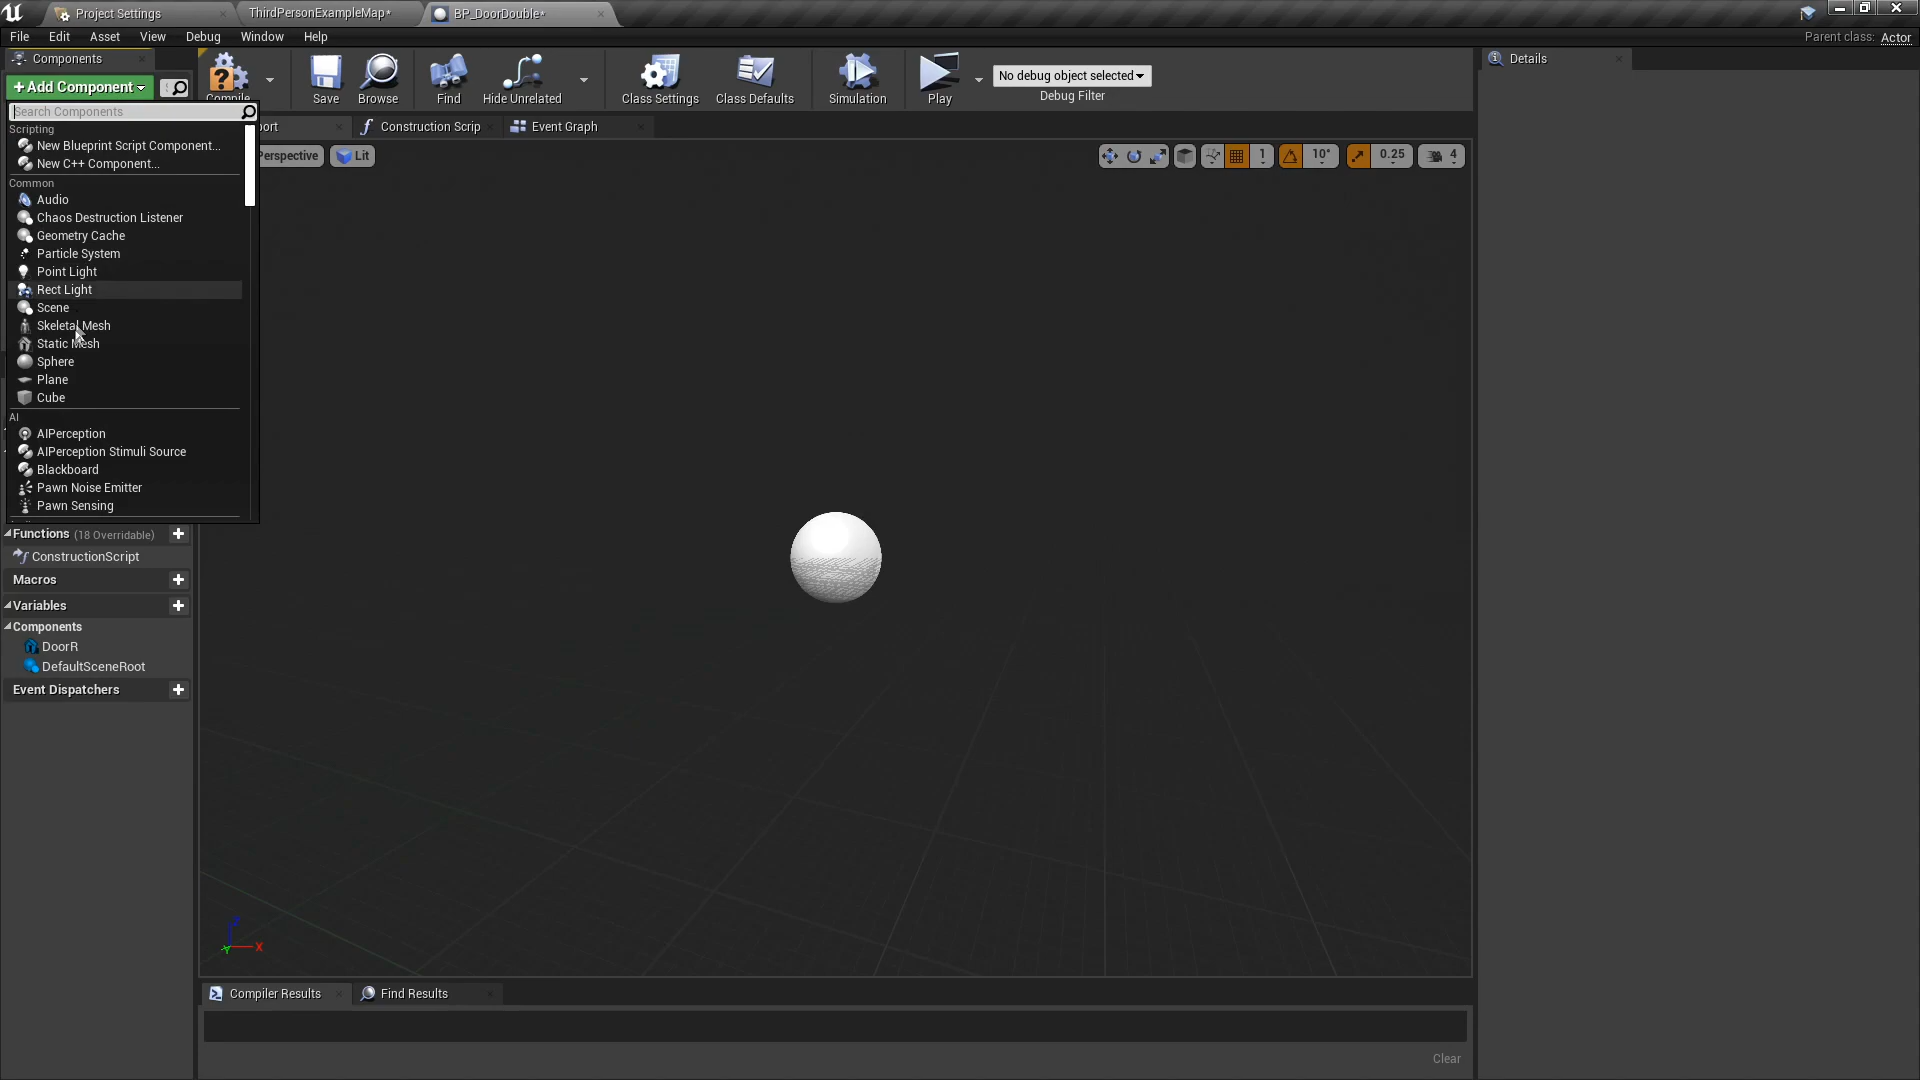 Project Settings
ThirdPersonExampleMap*
BP_DoorDouble*
File Edit Asset View Window Debug Help
Parent class: Actor
Components
+Add Component
Compile
Save
Browse
Find
Hide Unrelated
Class Settings
Class Defaults
Simulation
Play
No debug object selected
Debug Filter
Details
Search Components
Scripting
New Blueprint Script Component...
New C++ Component...
Common
Audio
Chaos Destruction Listener
Geometry Cache
Particle System
Point Light
Rect Light
Scene
Skeletal Mesh
Static Mesh
Sphere
Plane
Cube
AI
AIPerception
AIPerception Stimuli Source
Blackboard
Pawn Noise Emitter
Pawn Sensing
port
Construction Scrip
Event Graph
Perspective
Lit
1
10°
0.25
4
Functions (18 Overridable)
ConstructionScript
Macros
Variables
Components
DoorR
DefaultSceneRoot
Event Dispatchers
X
Compiler Results
Find Results
Clear